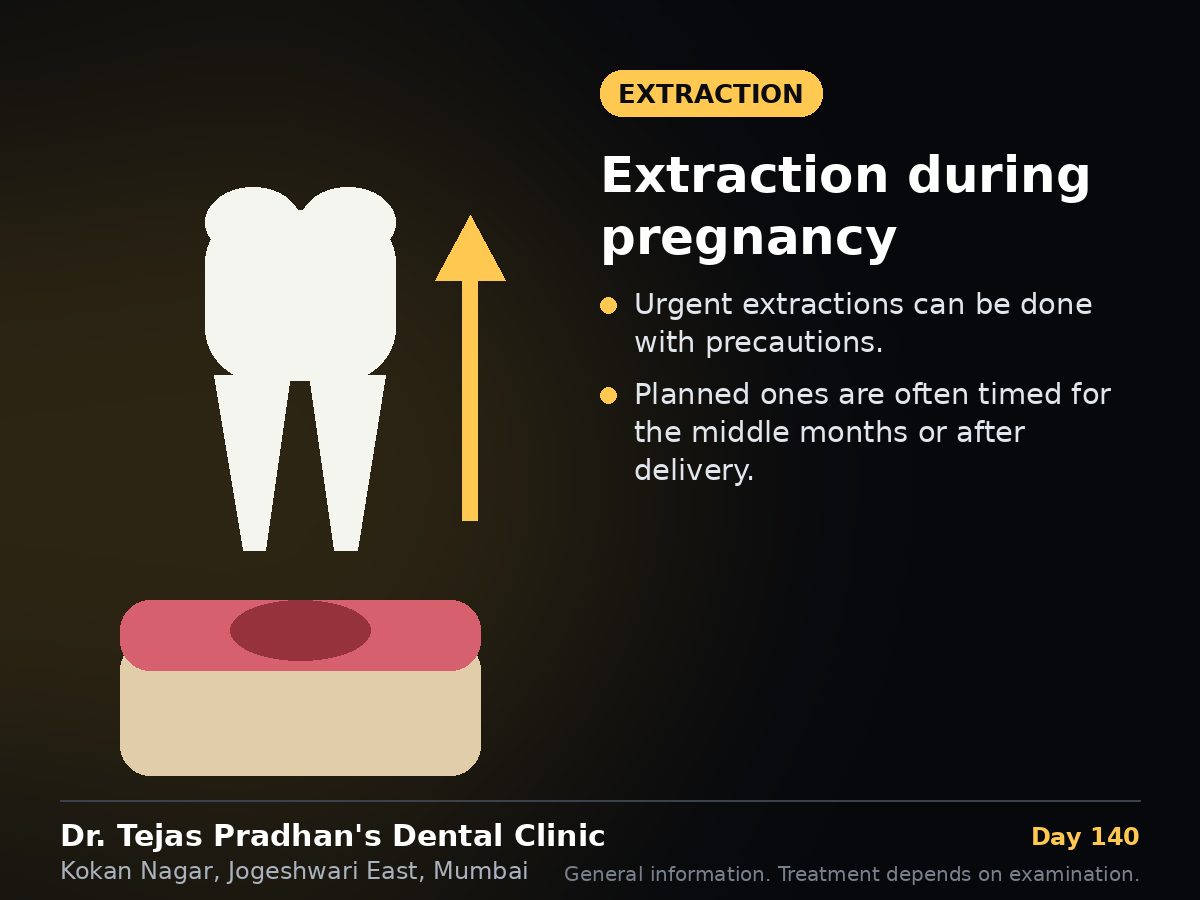 EXTRACTION
Extraction during
pregnancy
Urgent extractions can be done
with precautions.
Planned ones are often timed for
the middle months or after
delivery.
Dr. Tejas Pradhan's Dental Clinic
Day 140
Kokan Nagar, Jogeshwari East, Mumbai
General information. Treatment depends on examination.